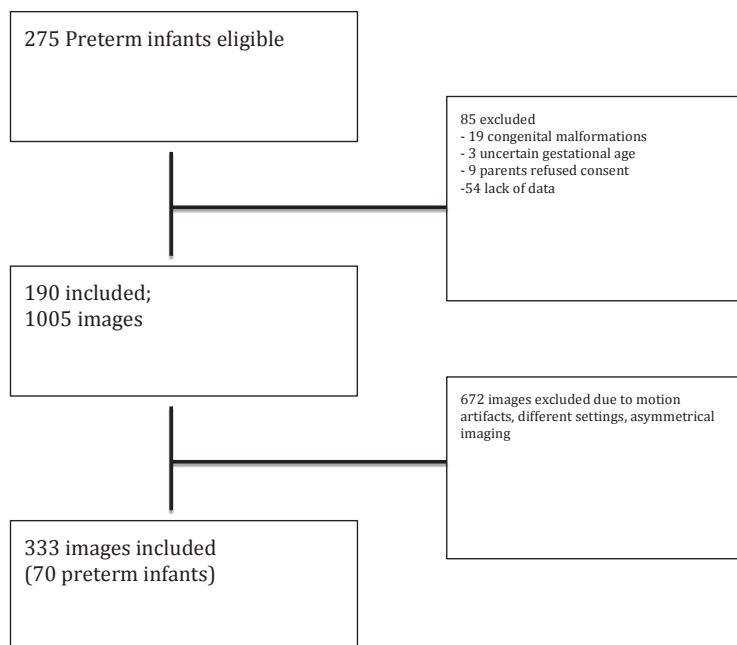 275 Preterm infants eligible
85 excluded
- 19 congenital malformations
- 3 uncertain gestational age
- 9 parents refused consent
-54 lack of data
190 included;
1005 images
672 images excluded due to motion
artifacts, different settings, asymmetrical
imaging
333 images included
(70 preterm infants)